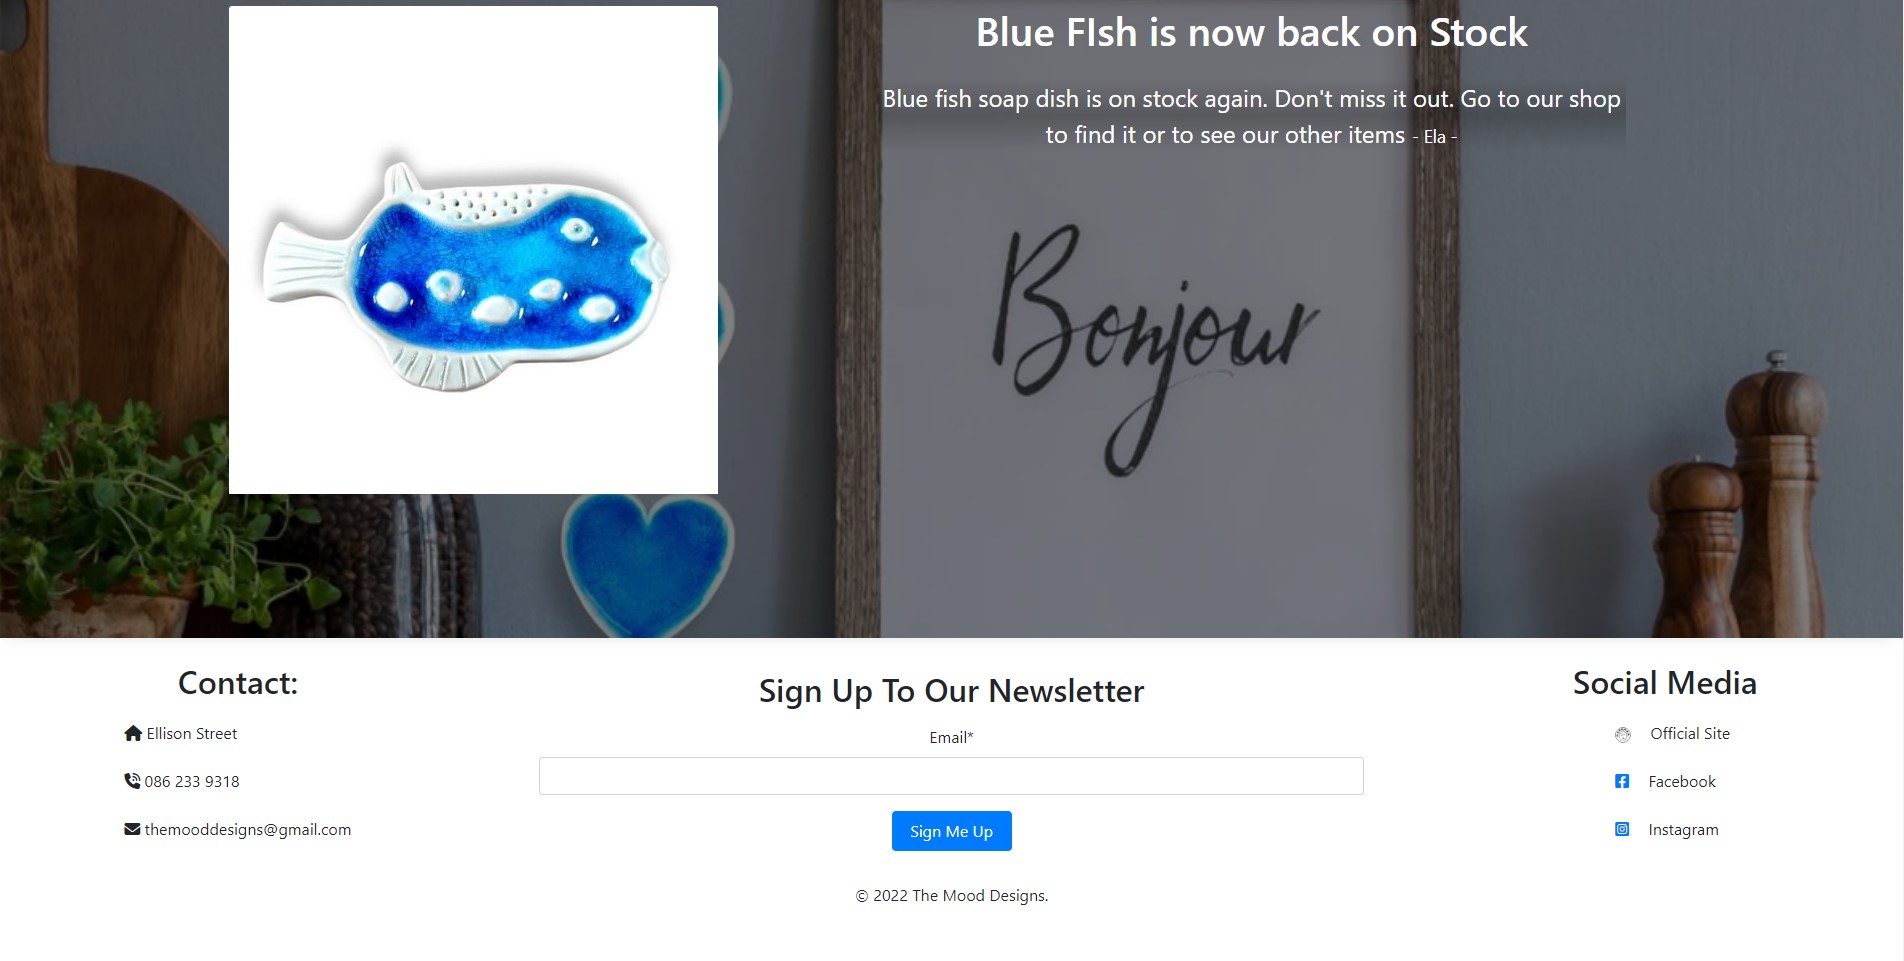 Blue FIsh is now back on Stock
Blue fish soap dish is on stock again. Don't miss it out. Go to our shop
to find it or to see our other items - Ela -
Bonjour
Contact:
Ellison Street
086 233 9318
themooddesigns@gmail.com
Sign Up To Our Newsletter
Email*
Sign Me Up
Social Media
Official Site
Facebook
Instagram
© 2022 The Mood Designs.